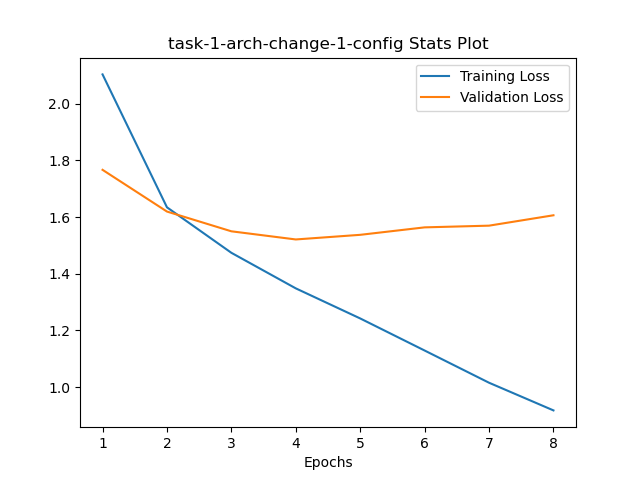 task-1-arch-change-1-config Stats Plot
Training Loss
Validation Loss
2.0
1.8
1.6
1.4
1.2
1.0
1 2 3 4 5 6 7 8
Epochs